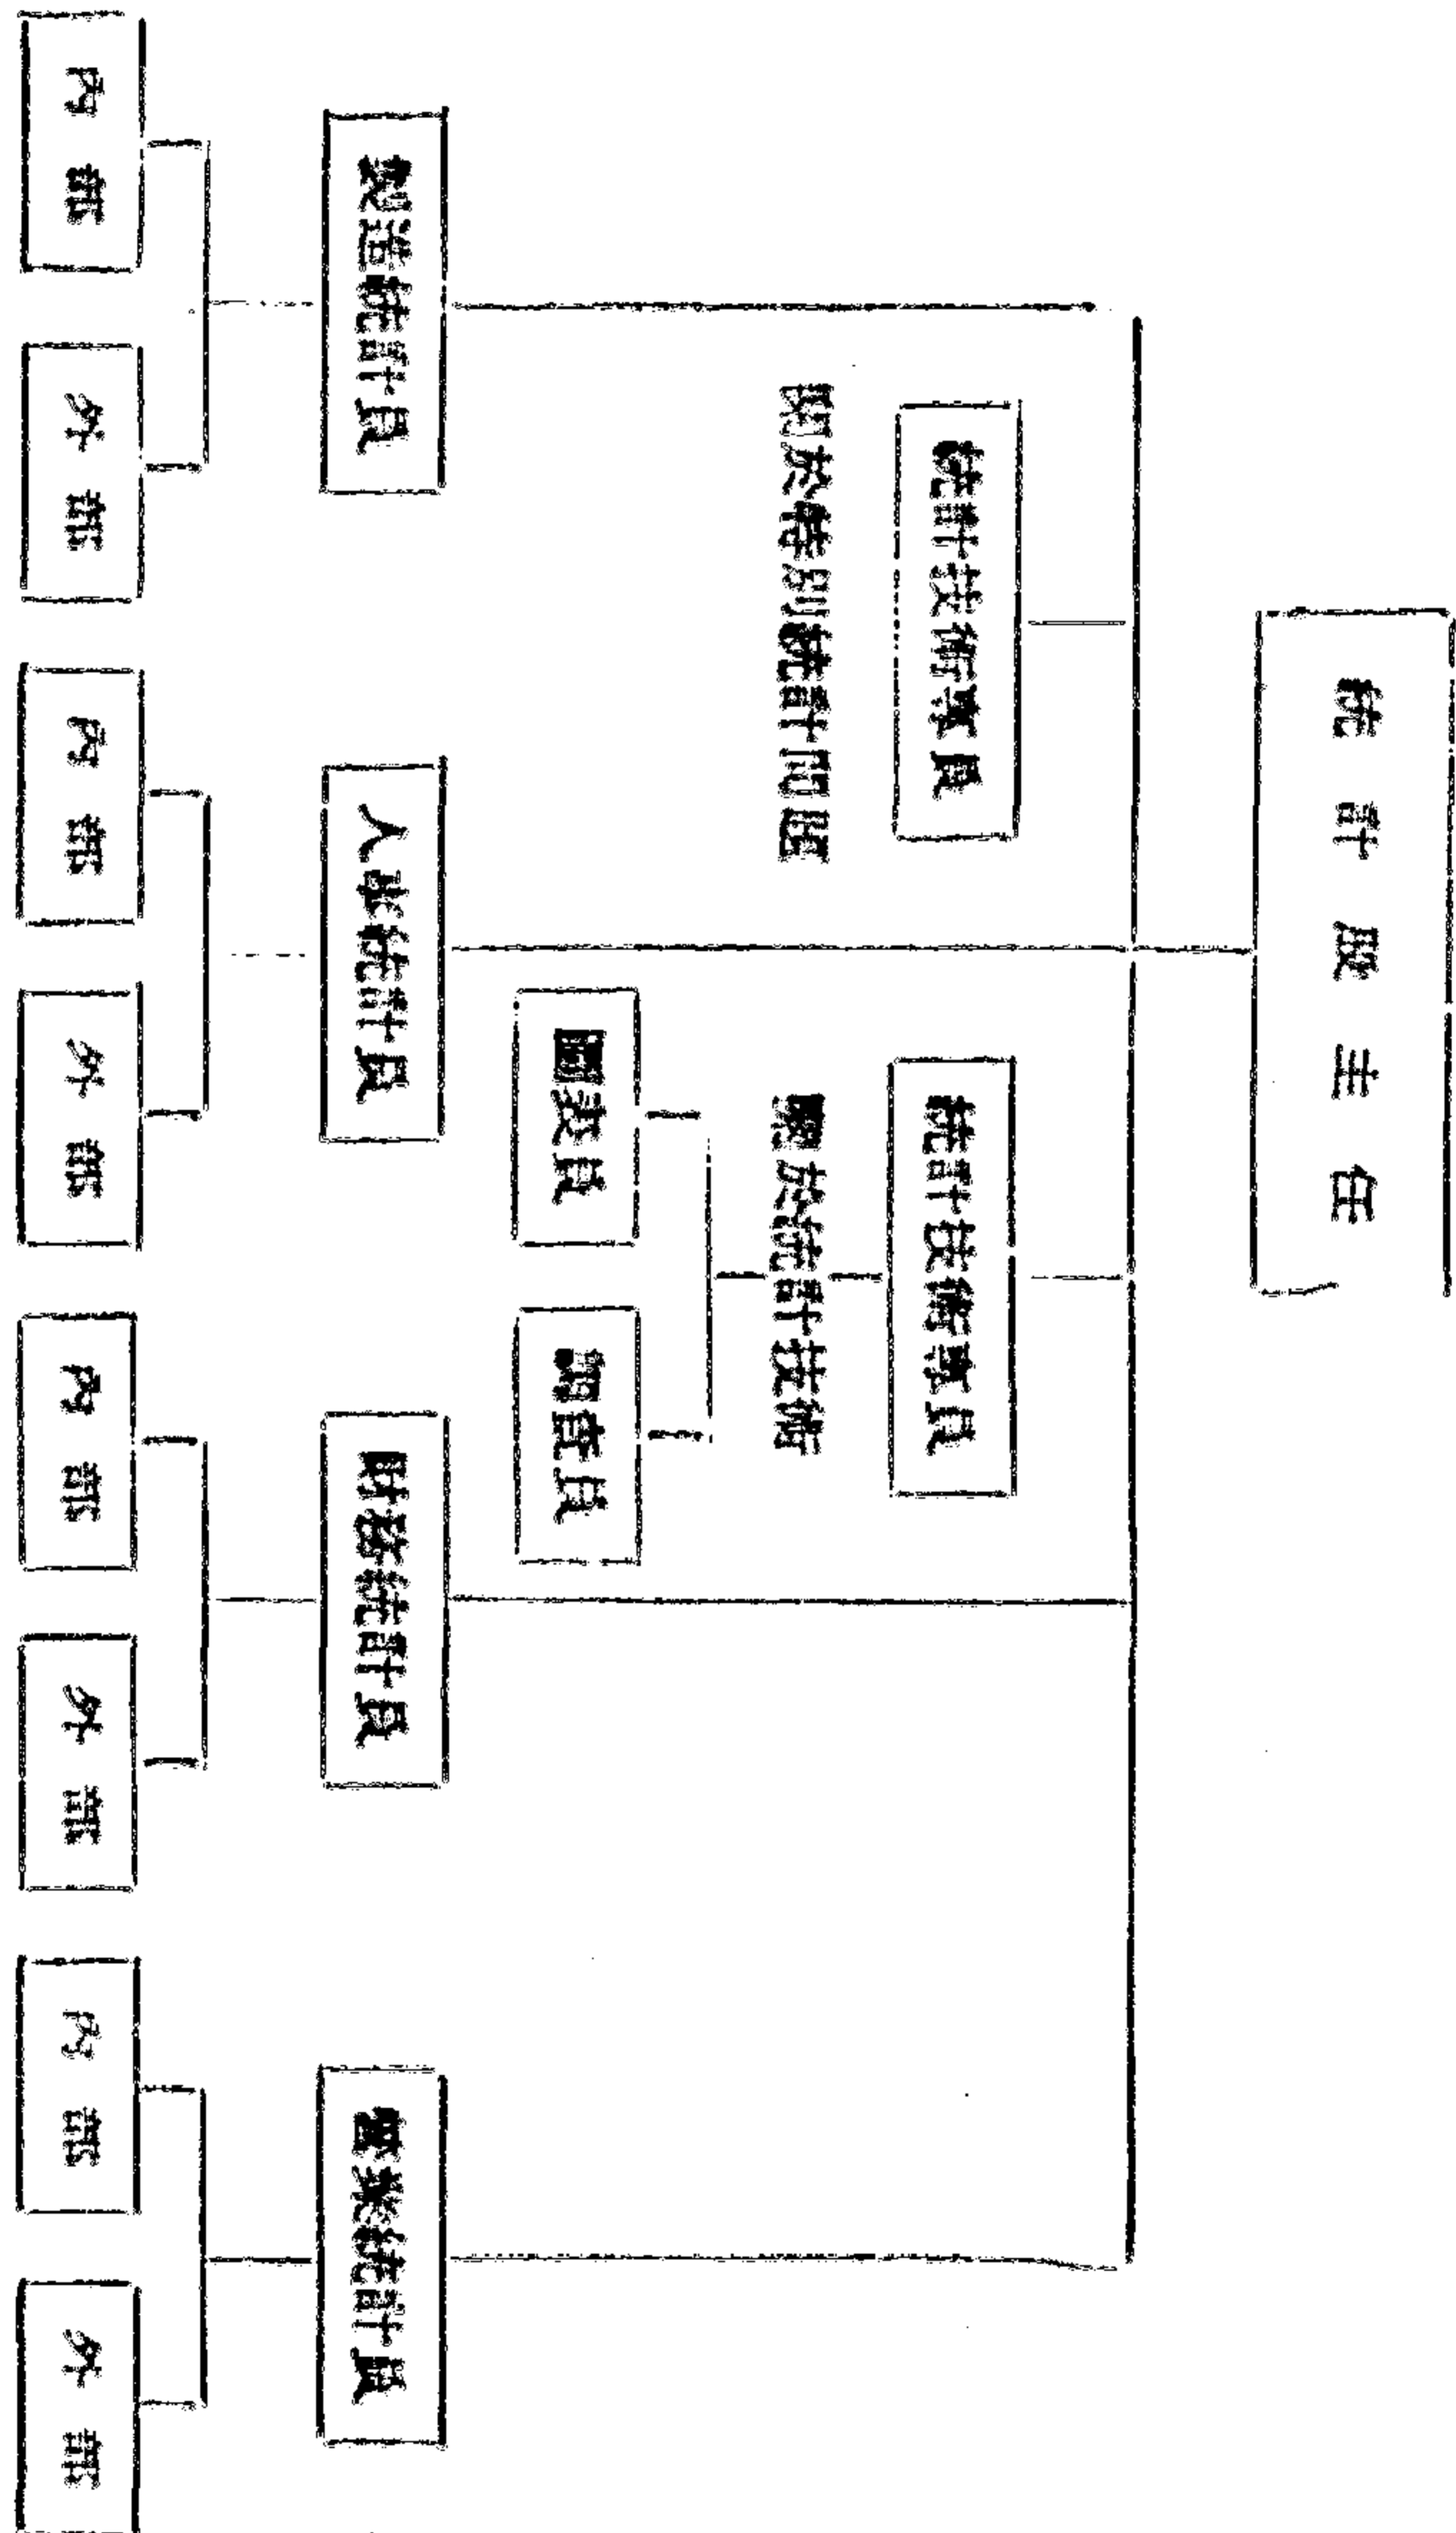 統計股主任
統計技術專員
關於特別統計問題
統計技術專員
關於統計技術
圖表員
調查員
製造統計員
人事統計員
財務統計員
營業統計員
內部
外部
內部
外部
內部
外部
內部
外部